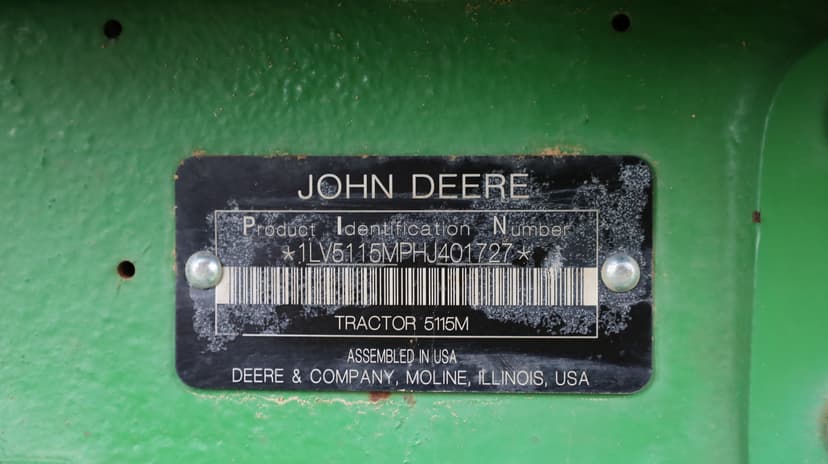 JOHN DEERE
Product Identification Number
*1LV5115MPHJ401727*
TRACTOR 5115M
ASSEMBLED IN USA
DEERE & COMPANY, MOLINE, ILLINOIS, USA